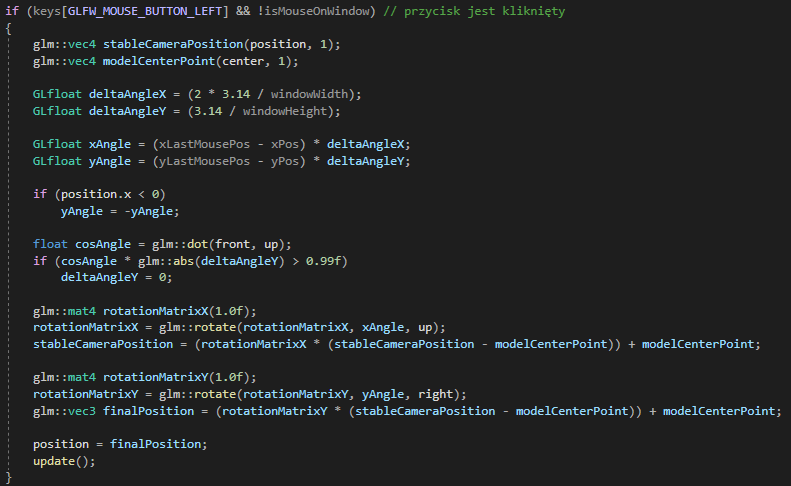 if (keys[GLFW_MOUSE_BUTTON_LEFT] && !isMouseOnWindow) // przycisk jest kliknięty
{
glm::vec4 stableCameraPosition(position, 1);
glm::vec4 modelCenterPoint(center, 1);
GLfloat deltaAngleX = (2 * 3.14 / windowWidth);
GLfloat deltaAngleY = (3.14 / windowHeight);
GLfloat xAngle = (xLastMousePos - xPos) * deltaAngleX;
GLfloat yAngle = (yLastMousePos - yPos) * deltaAngleY;
if (position.x < 0)
yAngle = -yAngle;
float cosAngle = glm::dot(front, up);
if (cosAngle * glm::abs(deltaAngleY) > 0.99f)
deltaAngleY = 0;
glm::mat4 rotationMatrixX(1.0f);
rotationMatrixX = glm::rotate(rotationMatrixX, xAngle, up);
stableCameraPosition = (rotationMatrixX * (stableCameraPosition - modelCenterPoint)) + modelCenterPoint;
glm::mat4 rotationMatrixY(1.0f);
rotationMatrixY = glm::rotate(rotationMatrixY, yAngle, right);
glm::vec3 finalPosition = (rotationMatrixY * (stableCameraPosition - modelCenterPoint)) + modelCenterPoint;
position = finalPosition;
update();
}